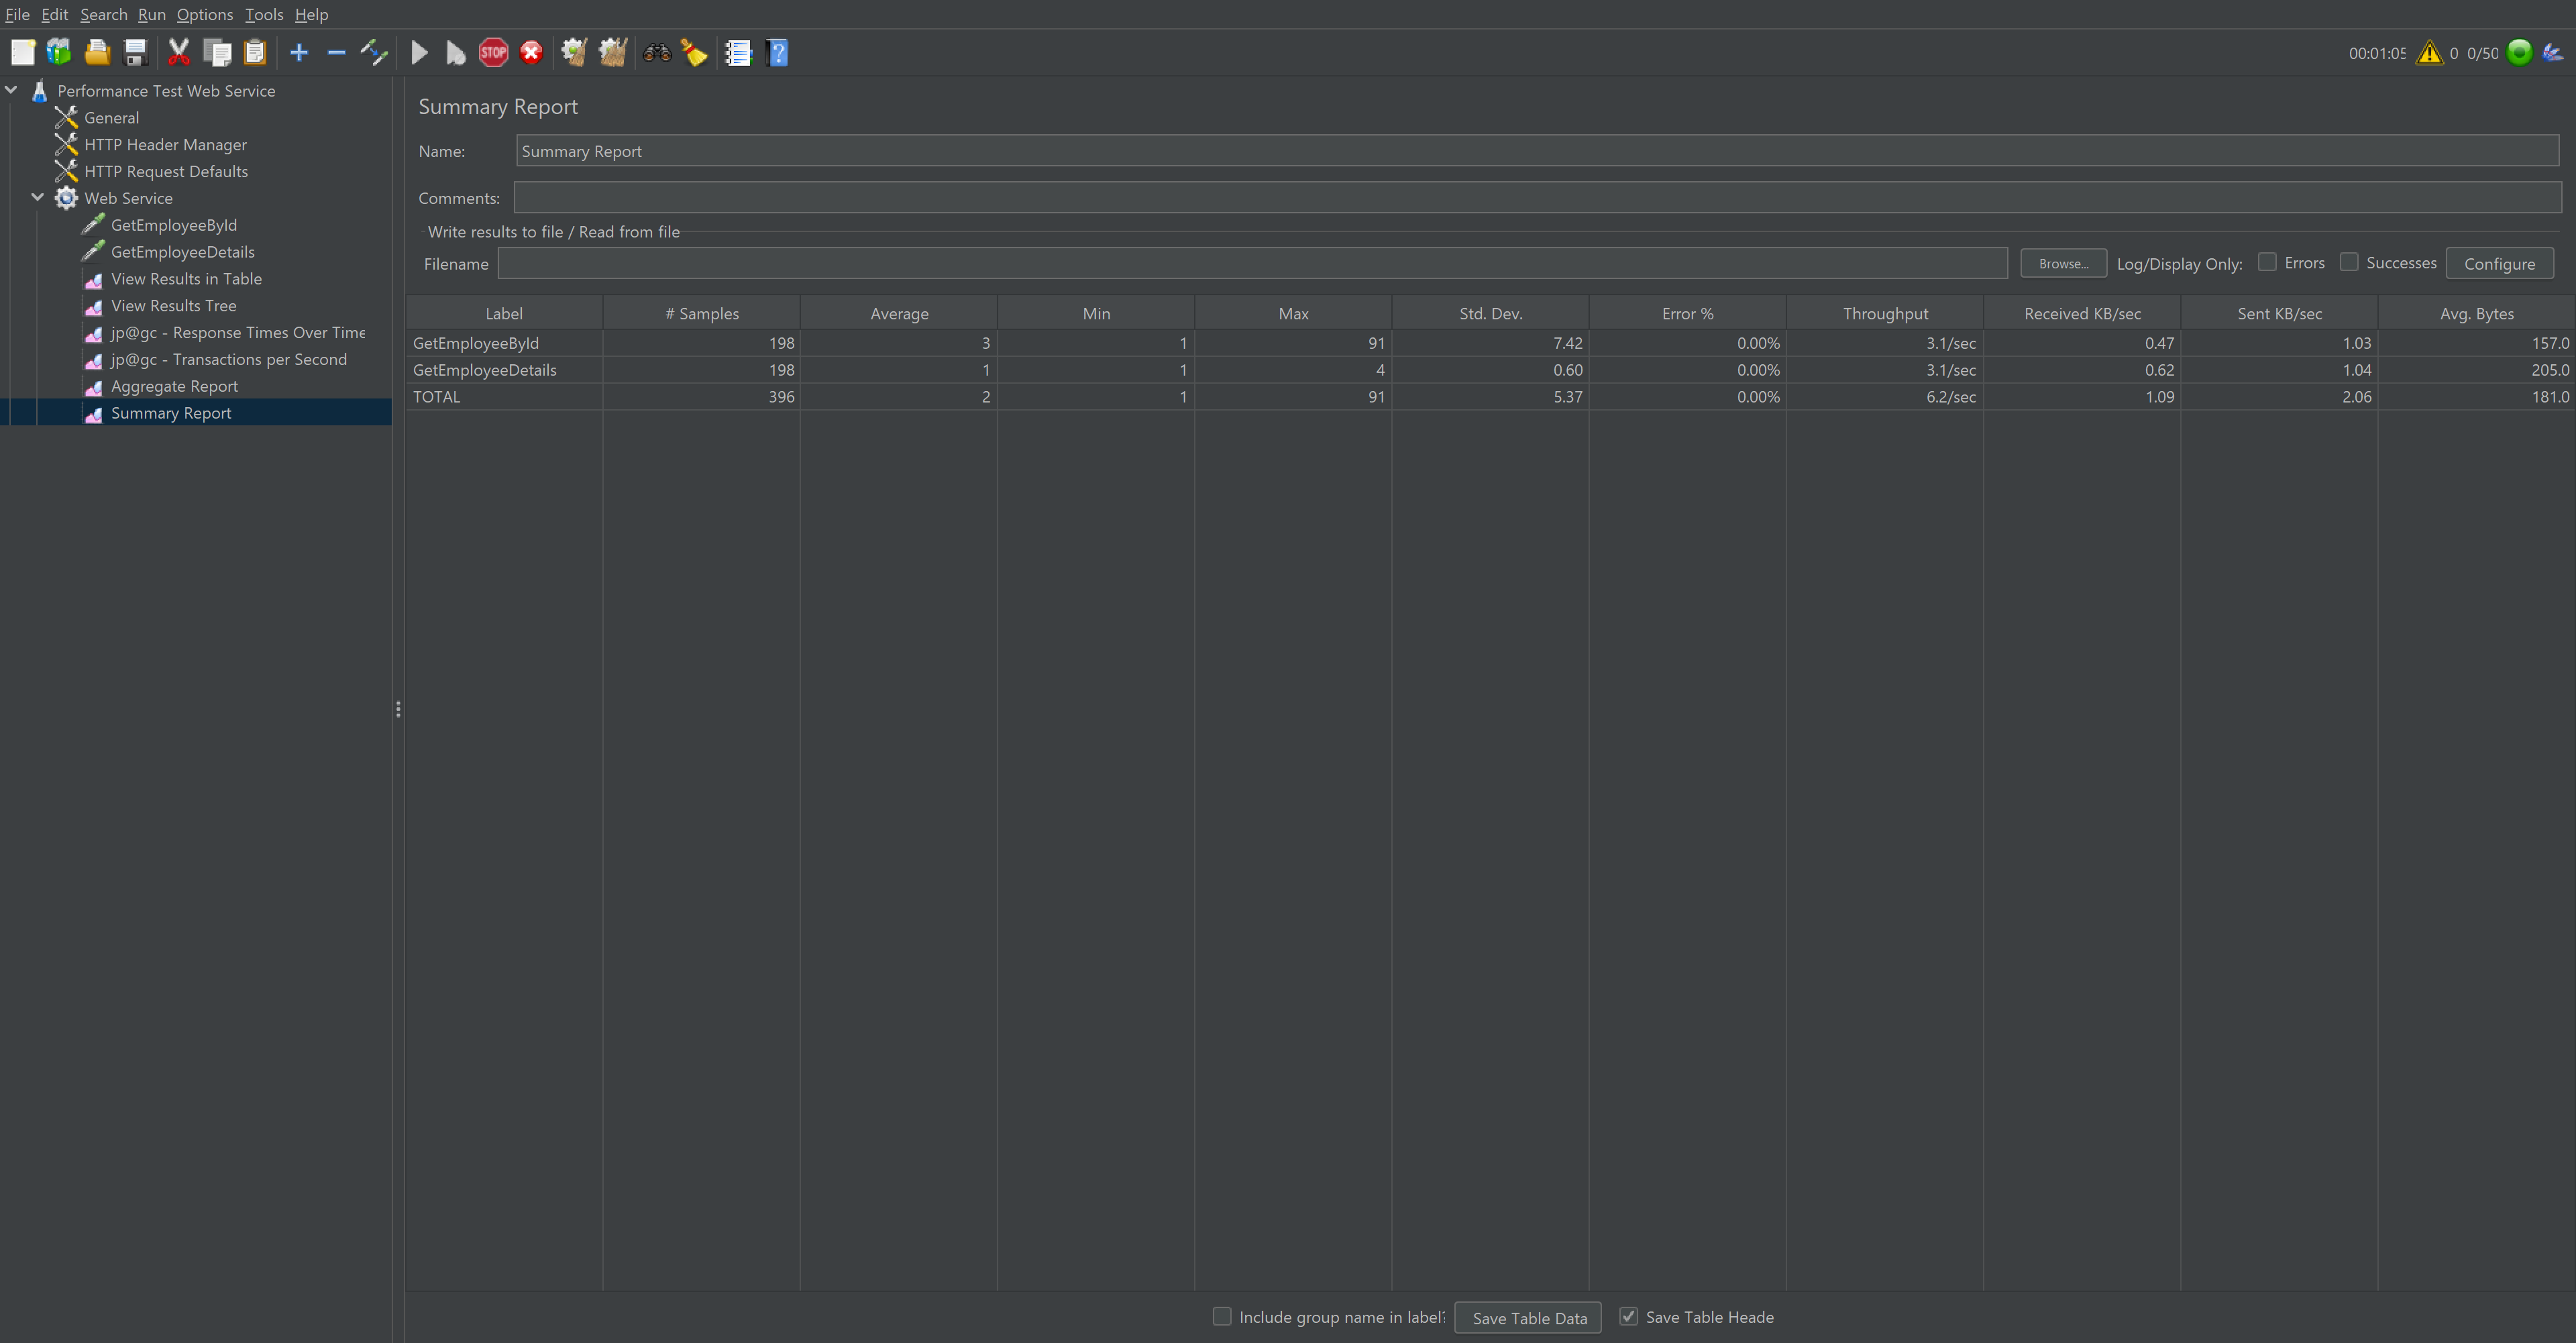 File Edit Search Run Options Tools Help
STOP
00:01:05 0 0/50
Performance Test Web Service
General
HTTP Header Manager
HTTP Request Defaults
Web Service
GetEmployeeById
GetEmployeeDetails
View Results in Table
View Results Tree
jp@gc - Response Times Over Time
jp@gc - Transactions per Second
Aggregate Report
Summary Report
Summary Report
Name: Summary Report
Comments:
Write results to file / Read from file
Filename Browse... Log/Display Only: Errors Successes Configure
Label # Samples Average Min Max Std. Dev. Error % Throughput Received KB/sec Sent KB/sec Avg. Bytes
GetEmployeeById 198 3 1 91 7.42 0.00% 3.1/sec 0.47 1.03 157.0
GetEmployeeDetails 198 1 1 4 0.60 0.00% 3.1/sec 0.62 1.04 205.0
TOTAL 396 2 1 91 5.37 0.00% 6.2/sec 1.09 2.06 181.0
Include group name in label? Save Table Data Save Table Heade